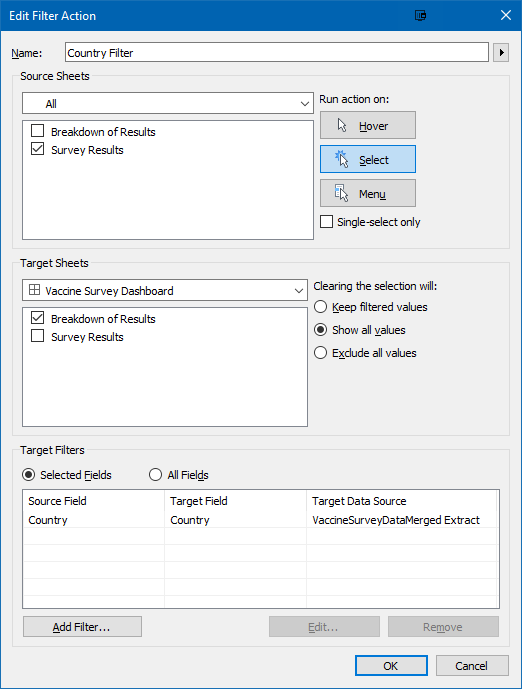 Edit Filter Action
Name: Country Filter
Source Sheets
All
Breakdown of Results
Survey Results
Run action on:
Hover
Select
Menu
Single-select only
Target Sheets
Vaccine Survey Dashboard
Breakdown of Results
Survey Results
Clearing the selection will:
Keep filtered values
Show all values
Exclude all values
Target Filters
Selected Fields All Fields
Source Field Target Field Target Data Source
Country Country VaccineSurveyDataMerged Extract
Add Filter... Edit... Remove
OK Cancel